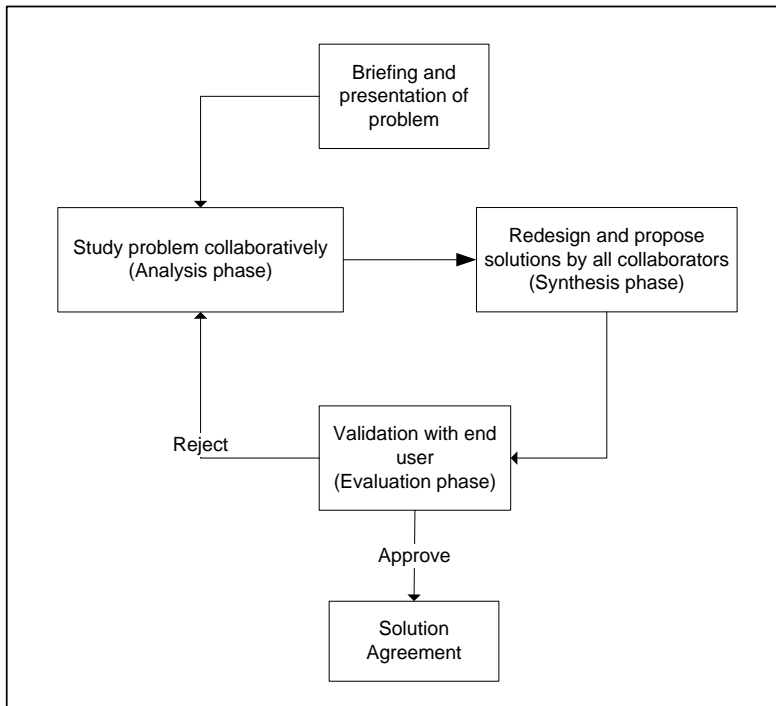 Briefing and
presentation of
problem
Study problem collaboratively
(Analysis phase)
Redesign and propose
solutions by all collaborators
(Synthesis phase)
Reject
Validation with end
user
(Evaluation phase)
Approve
Solution
Agreement